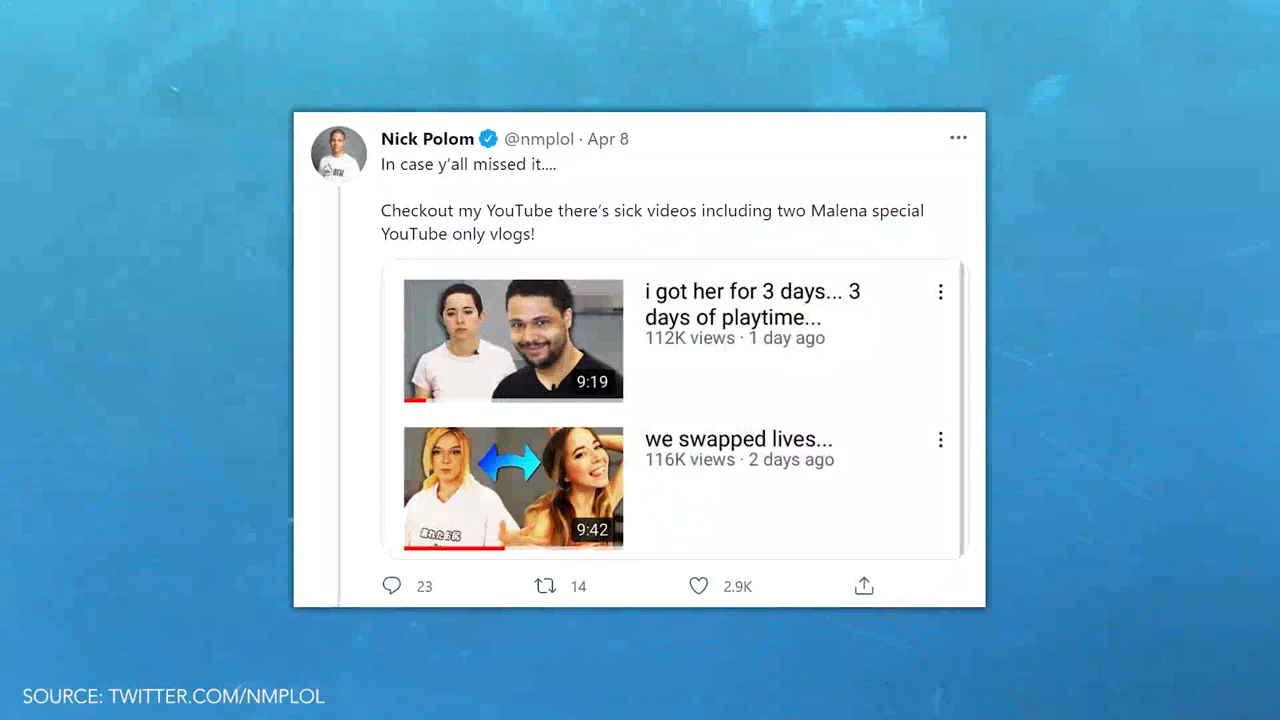 Nick Polom @nmplol · Apr 8
In case y'all missed it....
Checkout my YouTube there's sick videos including two Malena special
YouTube only vlogs!
i got her for 3 days... 3
days of playtime...
112K views · 1 day ago
9:19
we swapped lives...
116K views · 2 days ago
9:42
23
14
2.9K
SOURCE: TWITTER.COM/NMPLOL